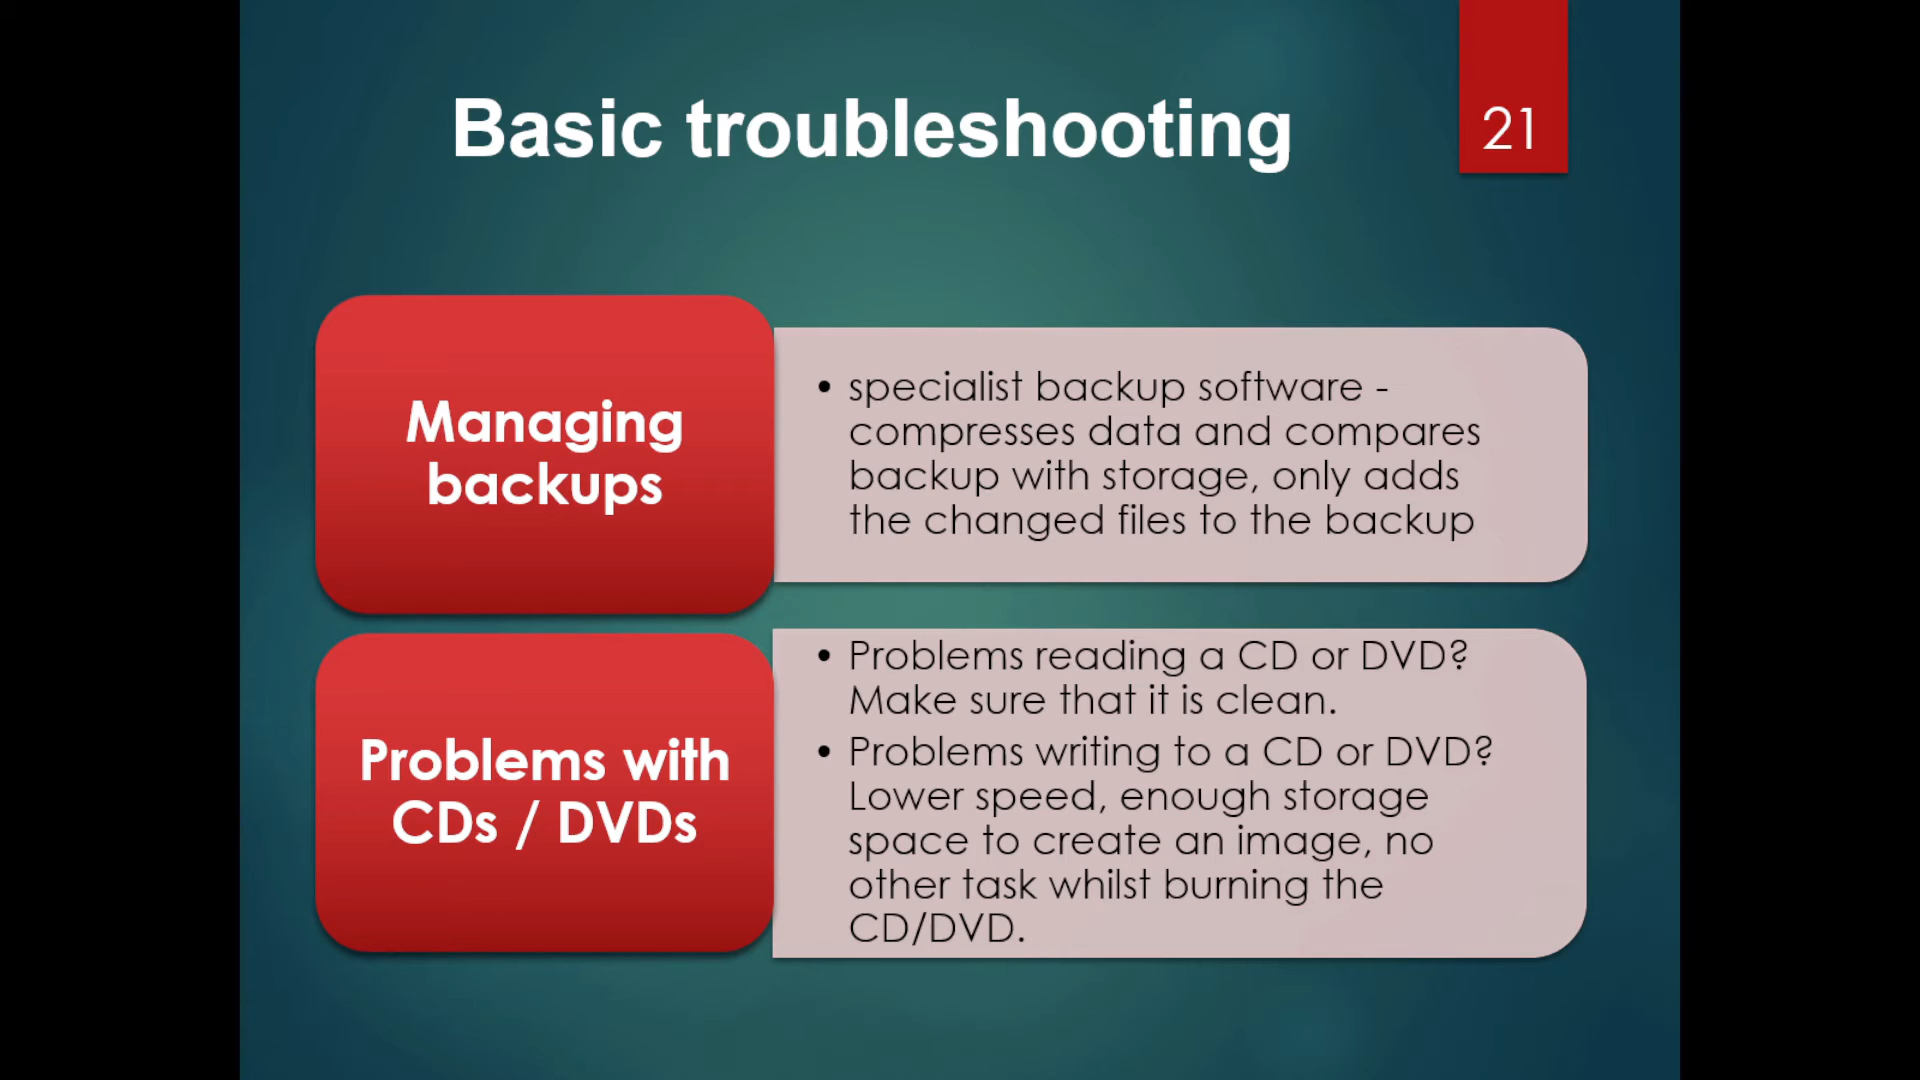 Basic troubleshooting
21
Managing
backups
• specialist backup software -
compresses data and compares
backup with storage, only adds
the changed files to the backup
Problems with
CDs / DVDs
• Problems reading a CD or DVD?
Make sure that it is clean.
• Problems writing to a CD or DVD?
Lower speed, enough storage
space to create an image, no
other task whilst burning the
CD/DVD.